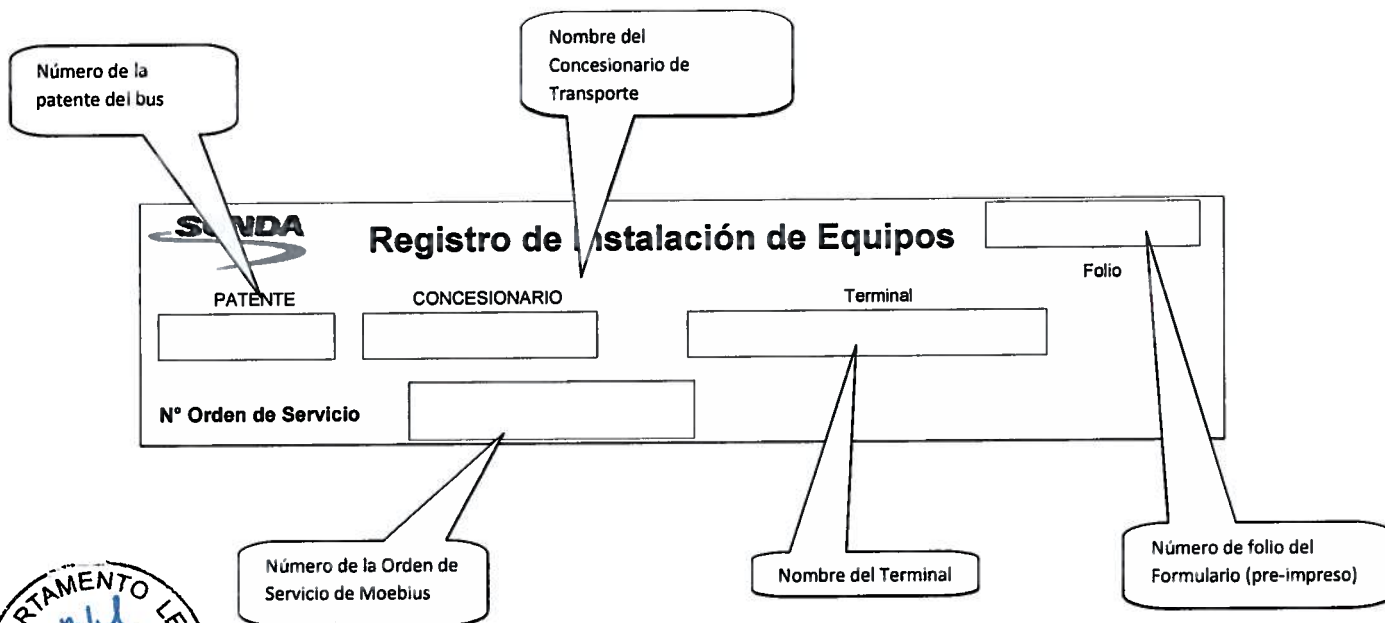 Nombre del
Concesionario de
Transporte
Número de la
patente del bus
SONDA
Registro de Instalación de Equipos
Folio
PATENTE
CONCESIONARIO
Terminal
N° Orden de Servicio
Número de la Orden de
Servicio de Moebius
Nombre del Terminal
Número de folio del
Formulario (pre-impreso)